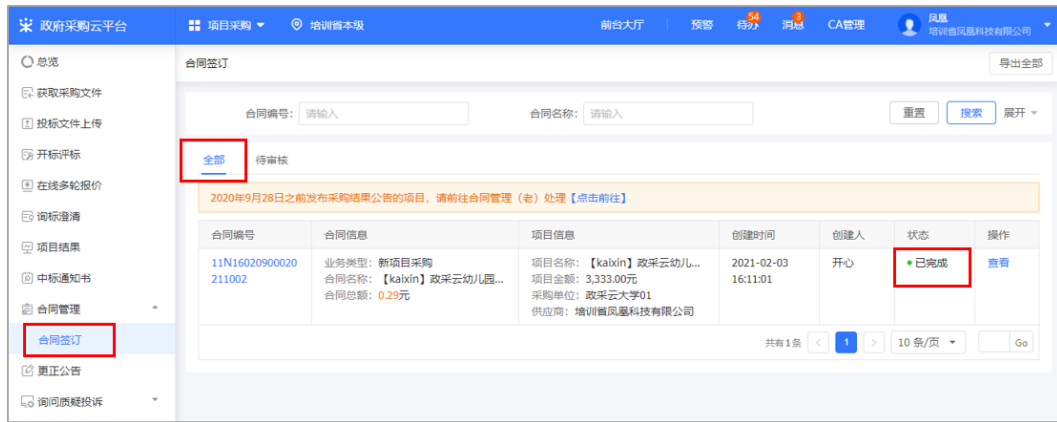 政府采购云平台
项目采购
培训省本级
前台大厅
预警
待办
54
消息
3
CA管理
凤凰
培训省凤凰科技有限公司
总览
获取采购文件
投标文件上传
开标评标
在线多轮报价
询标澄清
项目结果
中标通知书
合同管理
合同签订
更正公告
询问质疑投诉
合同签订
导出全部
合同编号: 请输入
合同名称: 请输入
重置
搜索
展开
全部
待审核
2020年9月28日之前发布采购结果公告的项目,请前往合同管理(老)处理【点击前往】
合同编号 合同信息 项目信息 创建时间 创建人 状态 操作
11N16020900020
211002
业务类型: 新项目采购
合同名称: 【kaixin】政采云幼儿园...
合同总额: 0.29元
项目名称: 【kaixin】政采云幼儿...
项目金额: 3,333.00元
采购单位: 政采云大学01
供应商: 培训省凤凰科技有限公司
2021-02-03
16:11:01
开心
已完成
查看
共有1条 < 1 > 10 条/页 Go